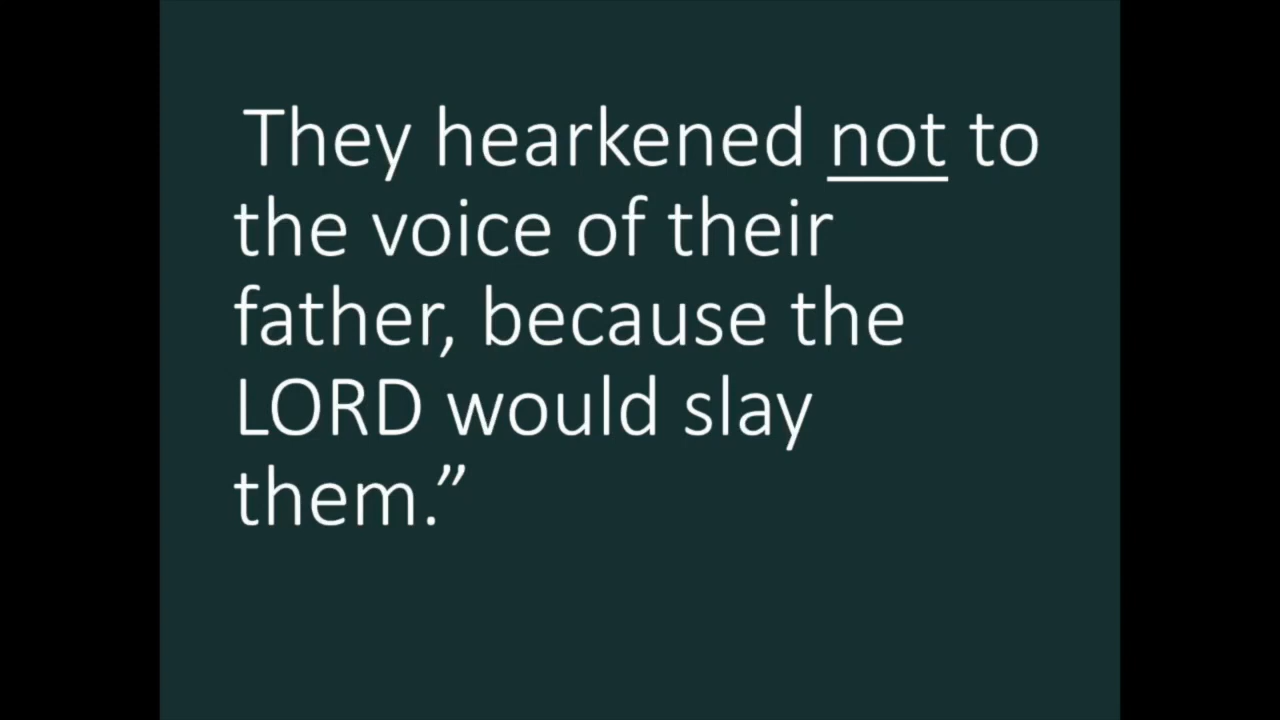 They hearkened not to
the voice of their
father, because the
LORD would slay
them.”